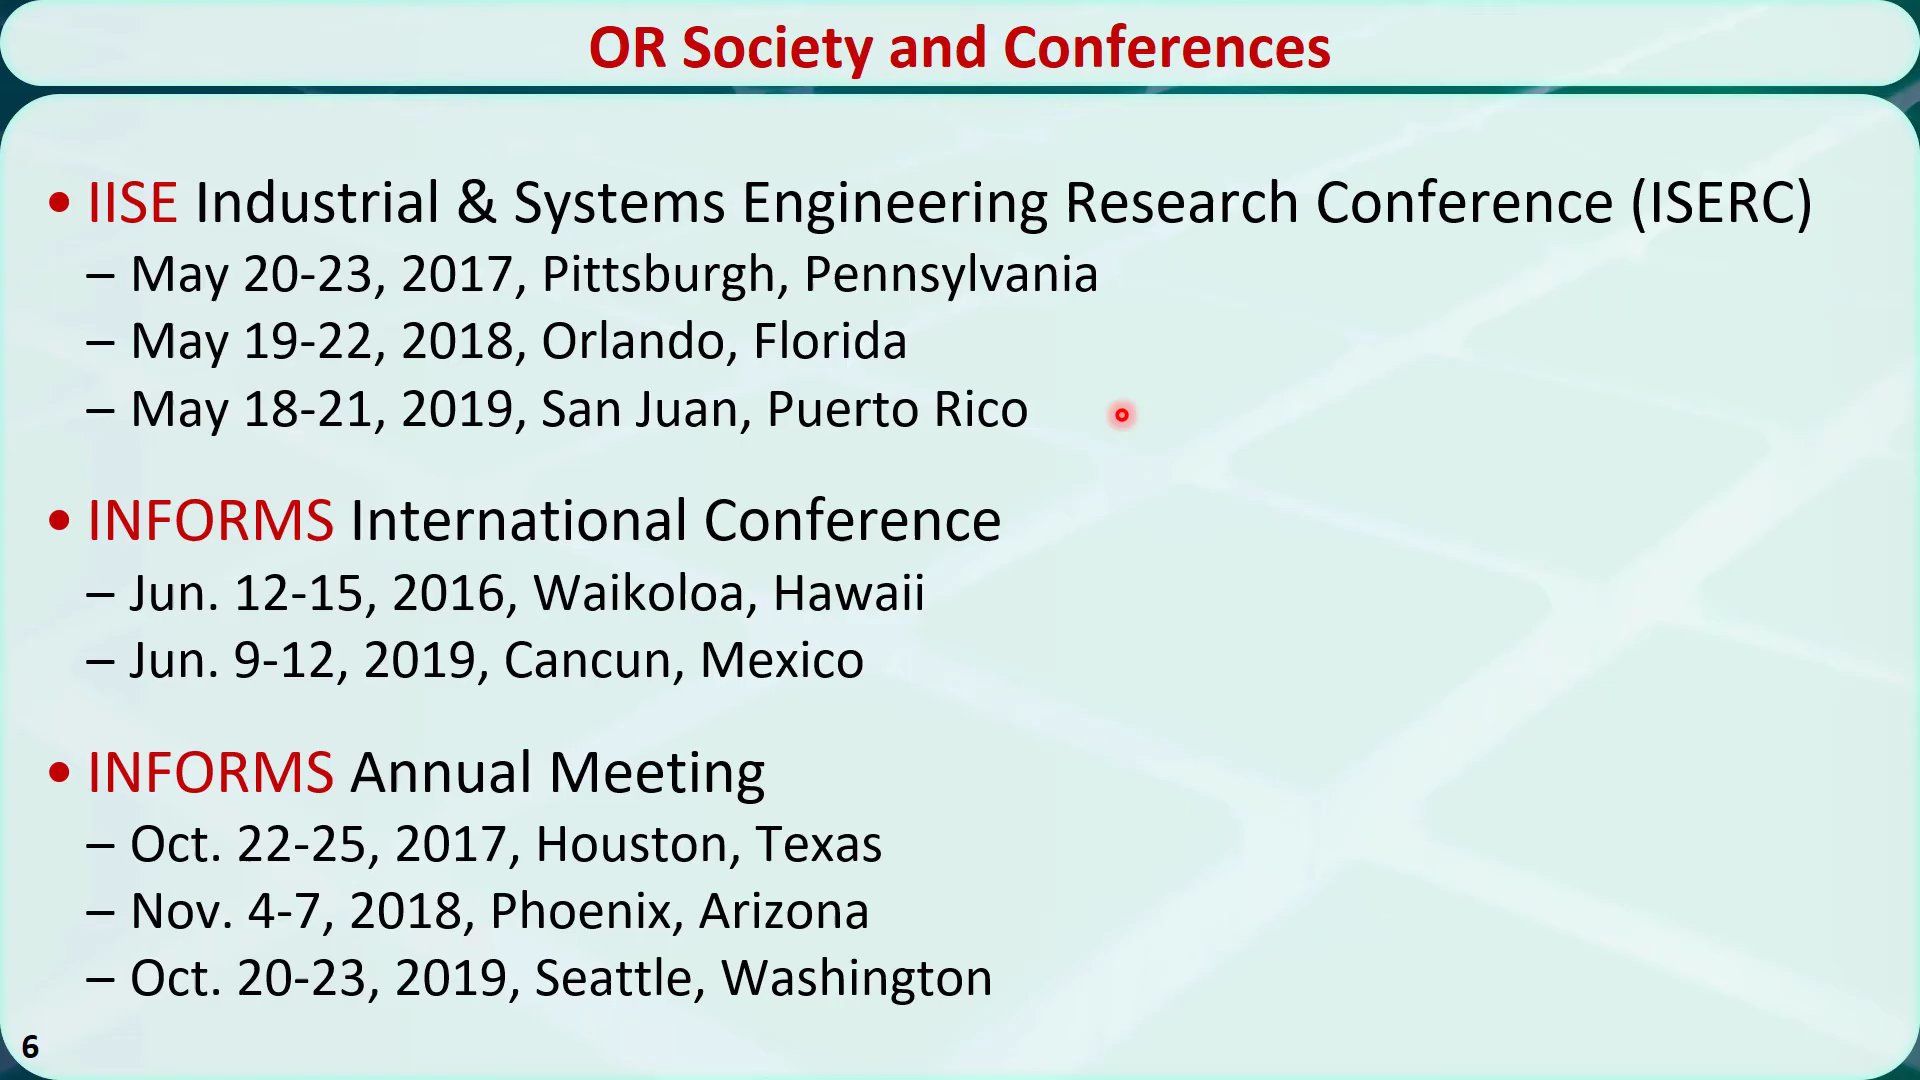 OR Society and Conferences
• IISE Industrial & Systems Engineering Research Conference (ISERC)
– May 20-23, 2017, Pittsburgh, Pennsylvania
– May 19-22, 2018, Orlando, Florida
– May 18-21, 2019, San Juan, Puerto Rico
• INFORMS International Conference
– Jun. 12-15, 2016, Waikoloa, Hawaii
– Jun. 9-12, 2019, Cancun, Mexico
• INFORMS Annual Meeting
– Oct. 22-25, 2017, Houston, Texas
– Nov. 4-7, 2018, Phoenix, Arizona
– Oct. 20-23, 2019, Seattle, Washington
6